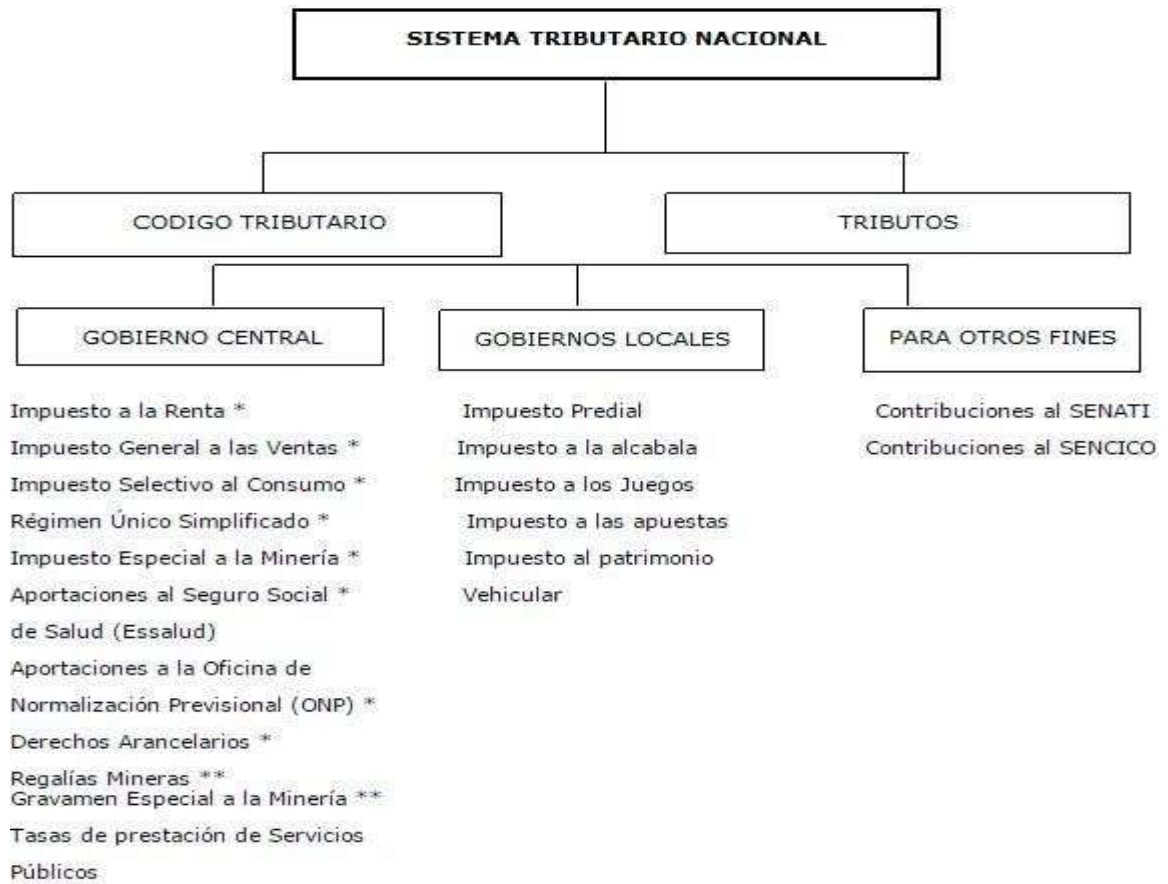 SISTEMA TRIBUTARIO NACIONAL
CODIGO TRIBUTARIO
TRIBUTOS
GOBIERNO CENTRAL
GOBIERNOS LOCALES
PARA OTROS FINES
Impuesto a la Renta *
Impuesto General a las Ventas *
Impuesto Selectivo al Consumo *
Régimen Único Simplificado *
Impuesto Especial a la Minería *
Aportaciones al Seguro Social *
de Salud (Essalud)
Aportaciones a la Oficina de
Normalización Previsional (ONP) *
Derechos Arancelarios *
Regalías Mineras **
Gravamen Especial a la Minería **
Tasas de prestación de Servicios
Públicos
Impuesto Predial
Impuesto a la alcabala
Impuesto a los Juegos
Impuesto a las apuestas
Impuesto al patrimonio
Vehicular
Contribuciones al SENATI
Contribuciones al SENCICO